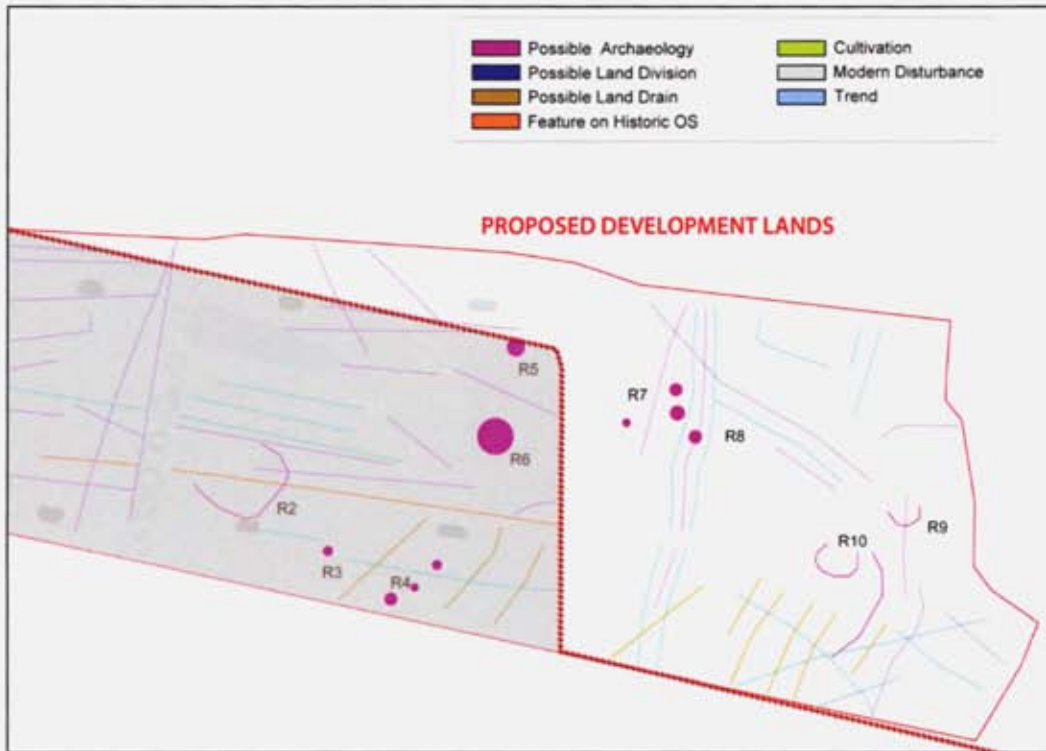 Possible Archaeology
Possible Land Division
Possible Land Drain
Feature on Historic OS
Cultivation
Modern Disturbance
Trend
PROPOSED DEVELOPMENT LANDS
R5
R7
R8
R6
R2
R9
R10
R3
R4